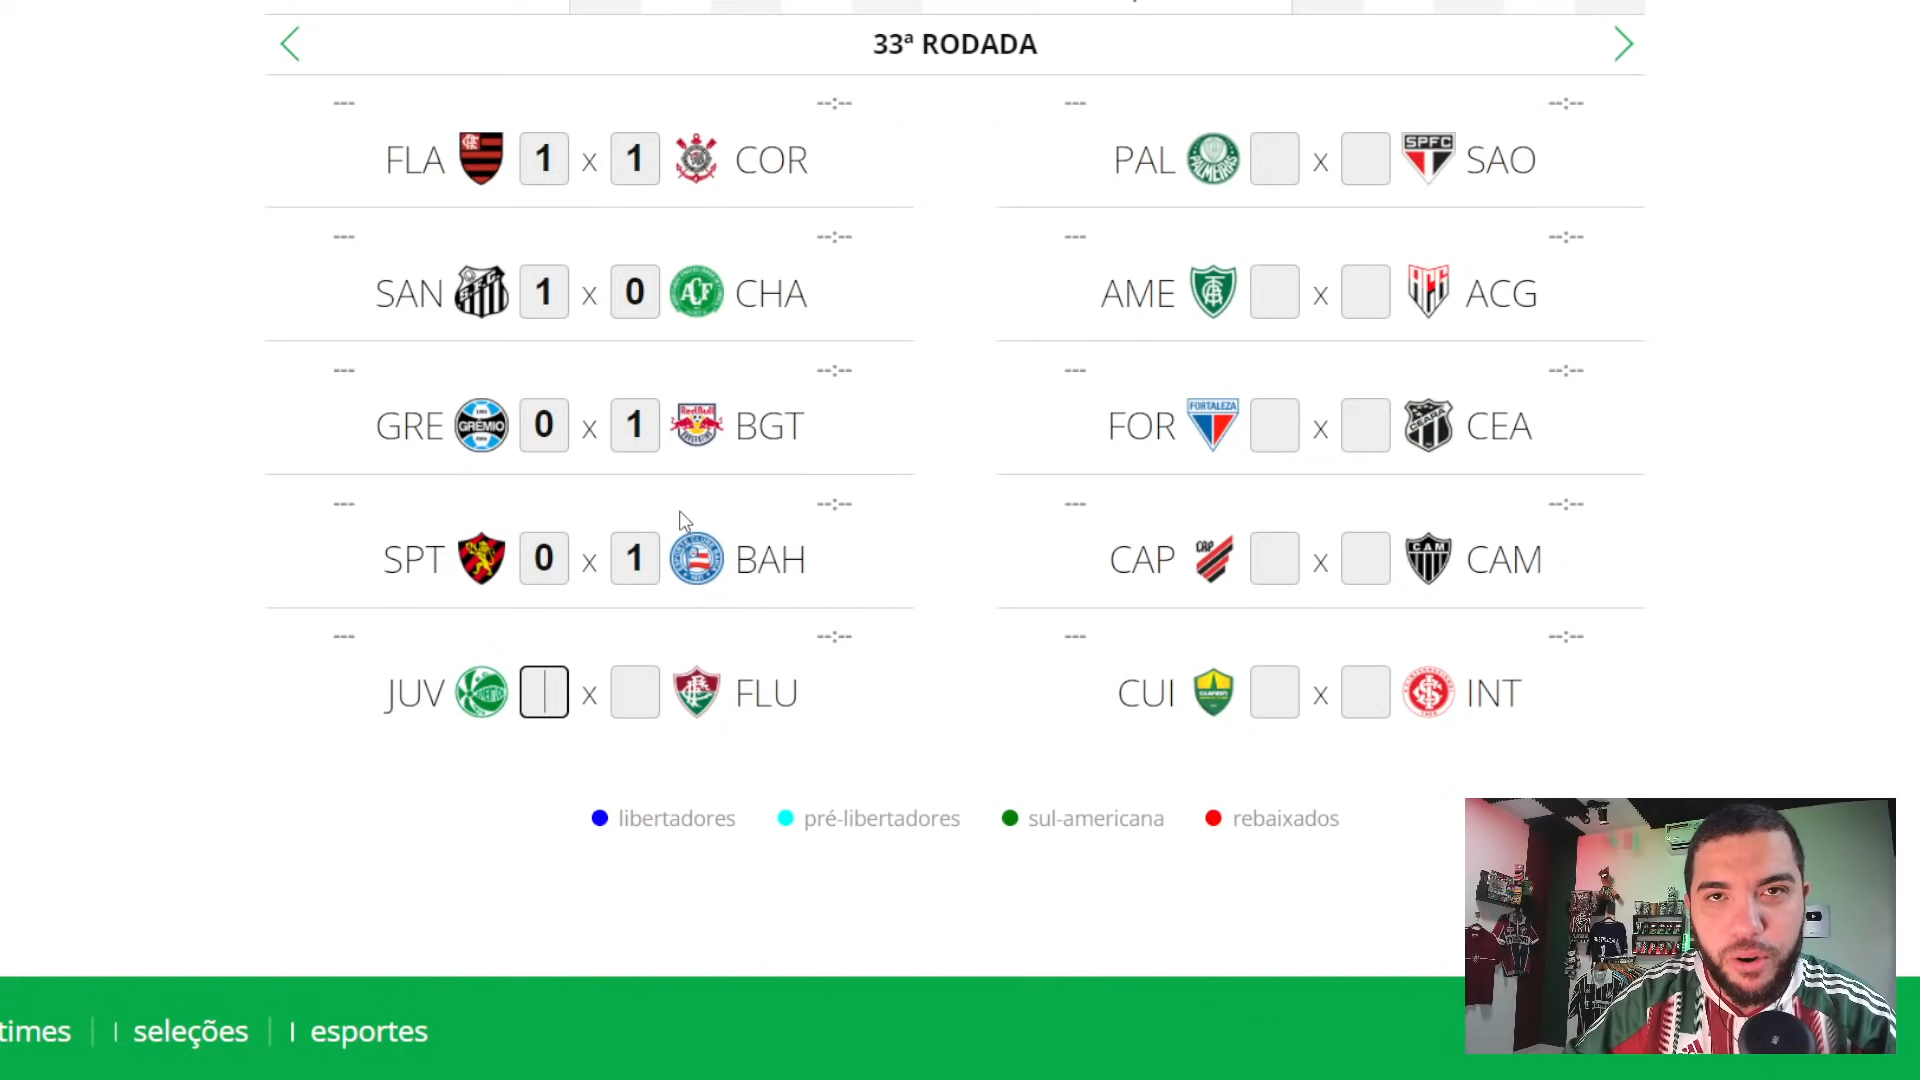 33ª RODADA
--- --:-- --- --:--
FLA 1 x 1 COR PAL x SAO
--- --:-- --- --:--
SAN 1 x 0 CHA AME x ACG
--- --:-- --- --:--
GRE 0 x 1 BGT FOR x CEA
--- --:-- --- --:--
SPT 0 x 1 BAH CAP x CAM
--- --:-- --- --:--
JUV x FLU CUI x INT
libertadores pré-libertadores sul-americana rebaixados
times | seleções | esportes